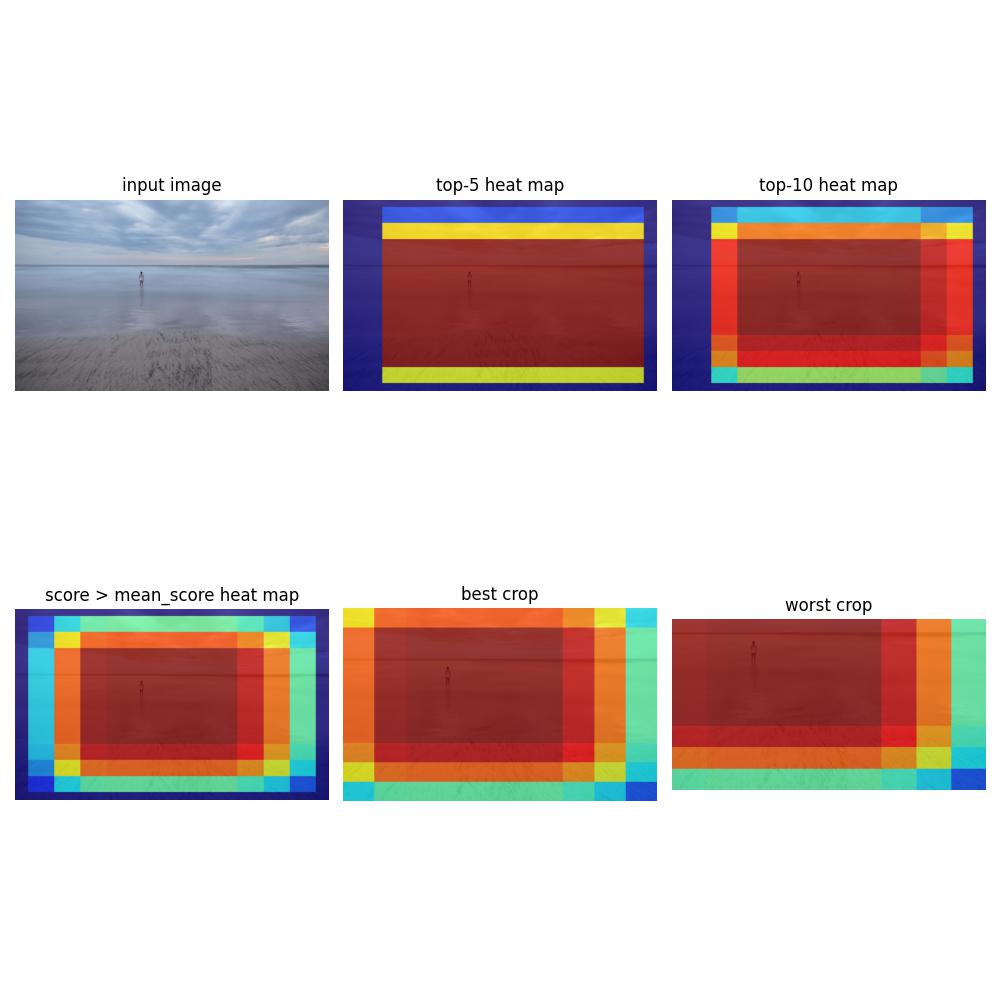 input image
top-5 heat map
top-10 heat map
score > mean_score heat map
best crop
worst crop